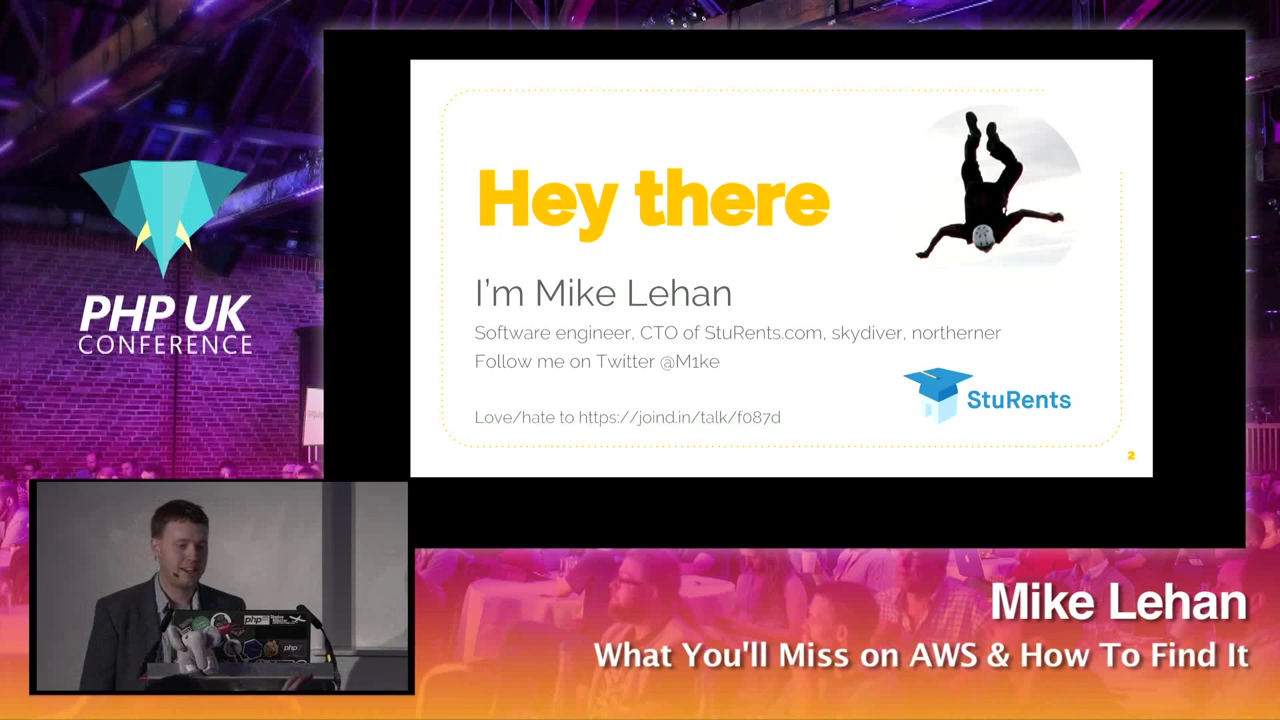 PHP UK
CONFERENCE
Hey there
I'm Mike Lehan
Software engineer, CTO of StuRents.com, skydiver, northerner
Follow me on Twitter @M1ke
StuRents
Love/hate to https://joind.in/talk/f087d
2
php
php
Mike Lehan
What You'll Miss on AWS & How To Find It